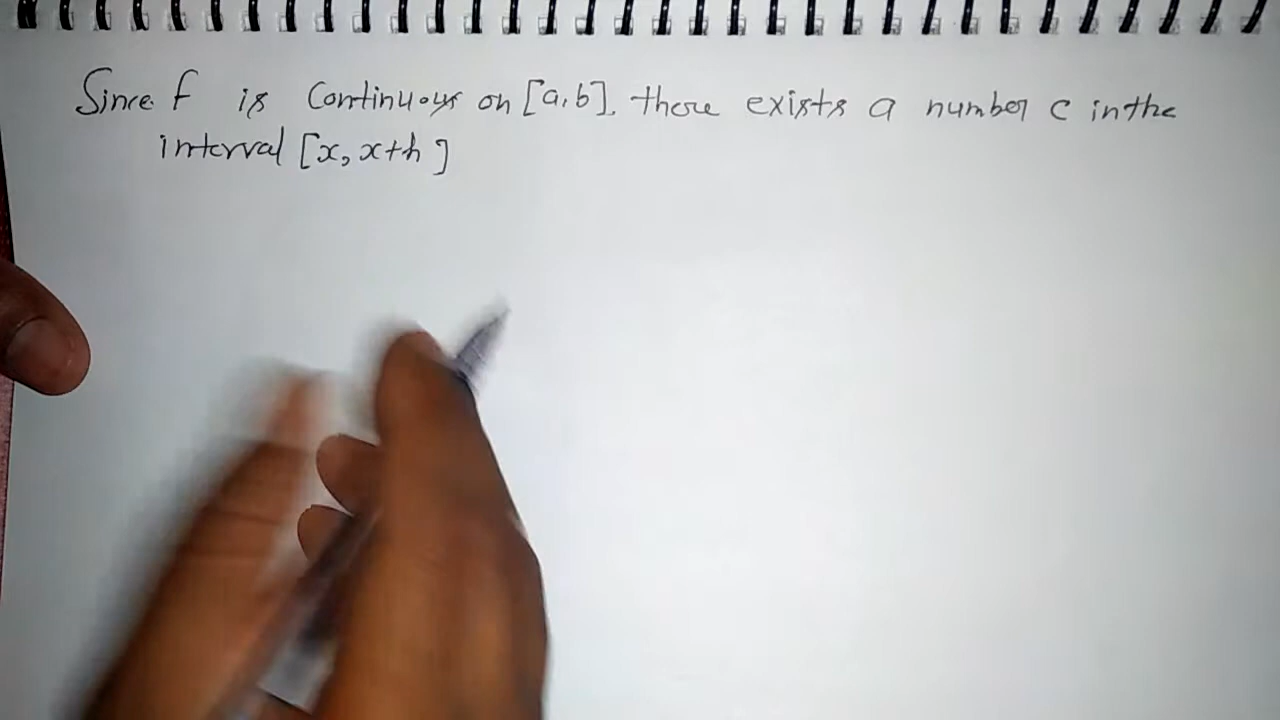 Since f is Continuous on [a,b]. there exists a number c in the
interval [x, x+h]